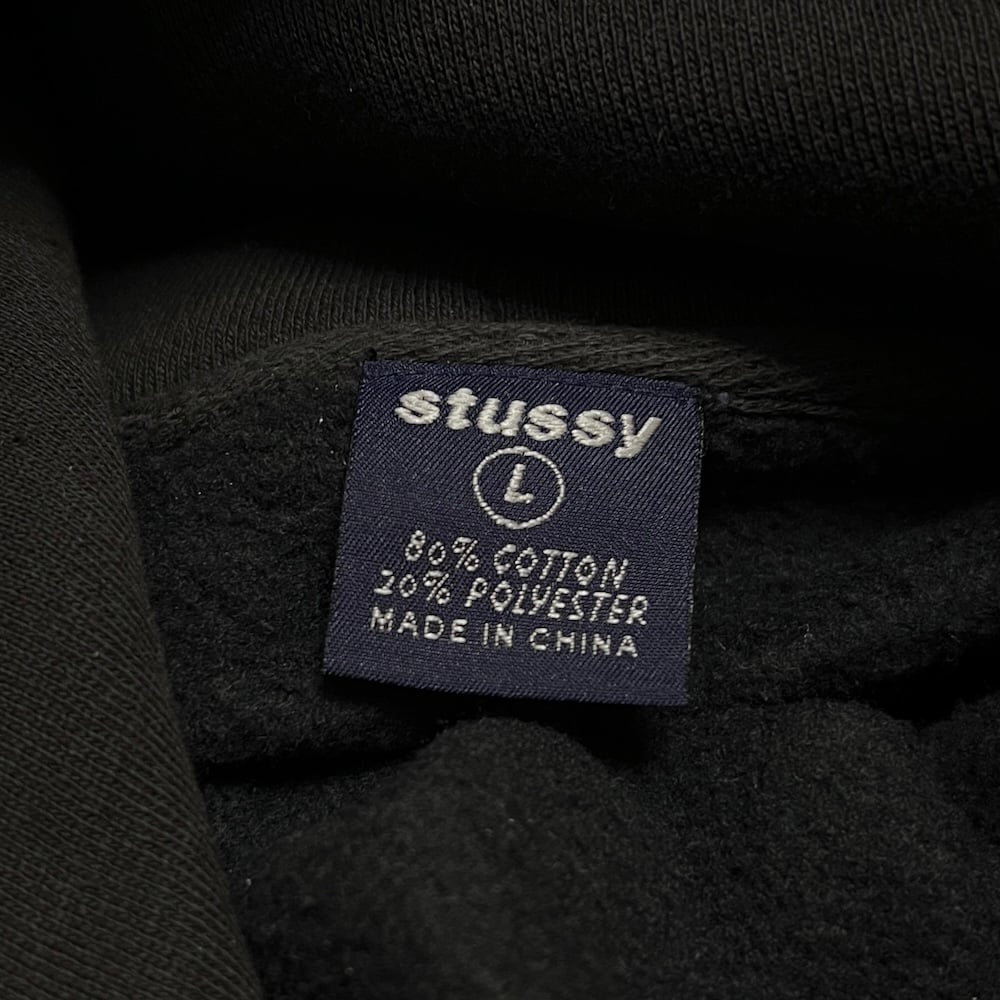 stussy
L
80% COTTON
20% POLYESTER
MADE IN CHINA